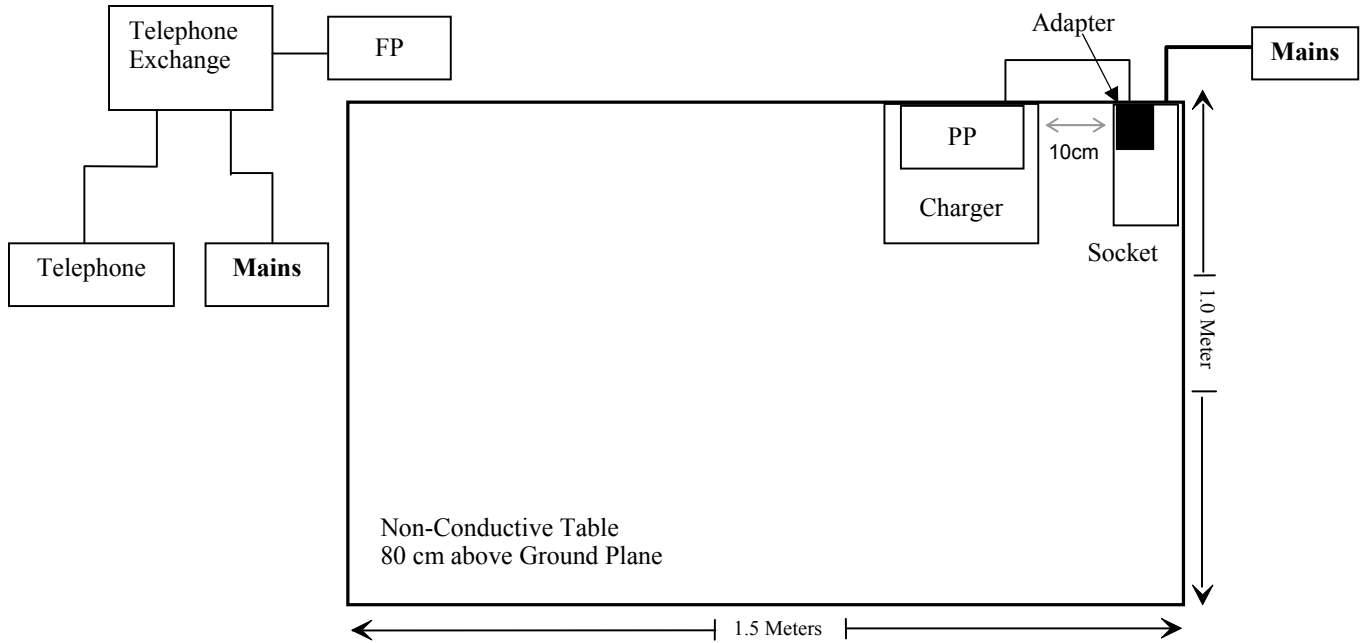 Telephone
Exchange
FP
Adapter
Mains
PP
10cm
Charger
Telephone
Mains
Socket
1.0 Meter
Non-Conductive Table
80 cm above Ground Plane
1.5 Meters